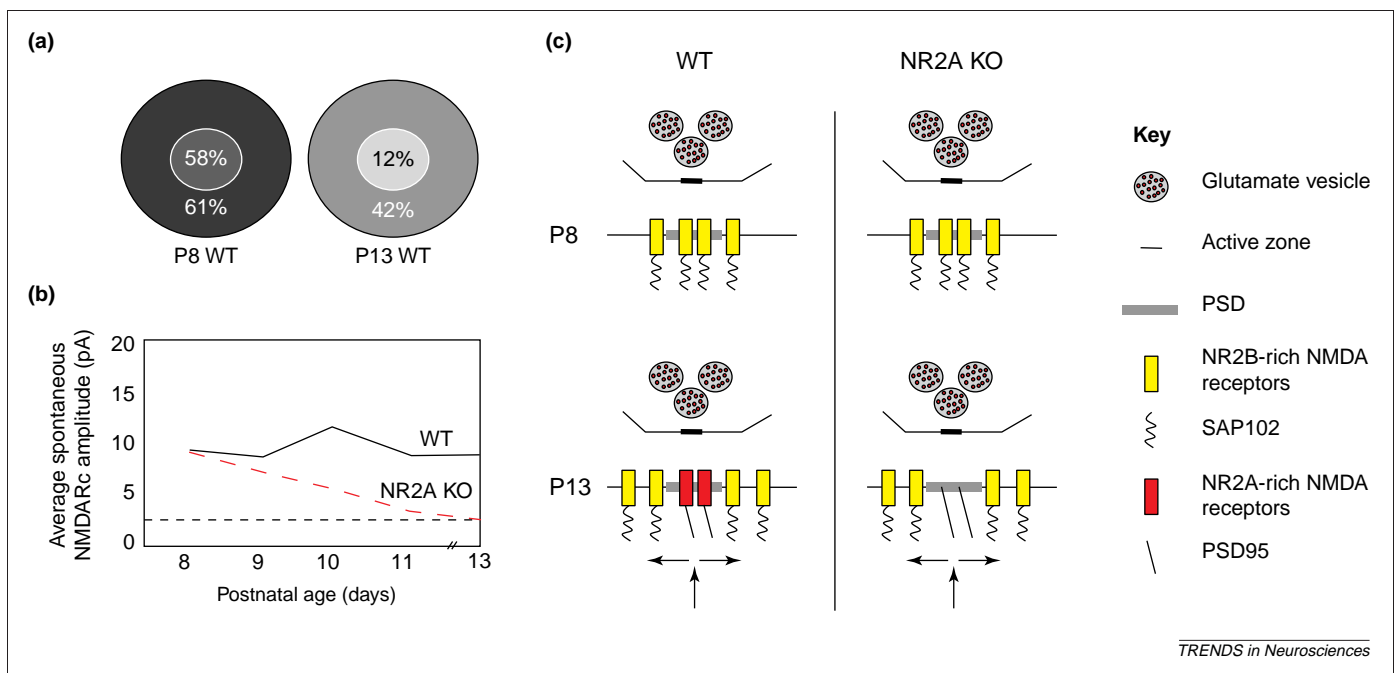 (a)
58%
61%
P8 WT
12%
42%
P13 WT
(b)
Average spontaneous
NMDARc amplitude (pA)
20
15
10
5
0
WT
NR2A KO
8
9
10
11
13
Postnatal age (days)
(c)
WT
NR2A KO
P8
P13
Key
Glutamate vesicle
Active zone
PSD
NR2B-rich NMDA
receptors
SAP102
NR2A-rich NMDA
receptors
PSD95
TRENDS in Neurosciences